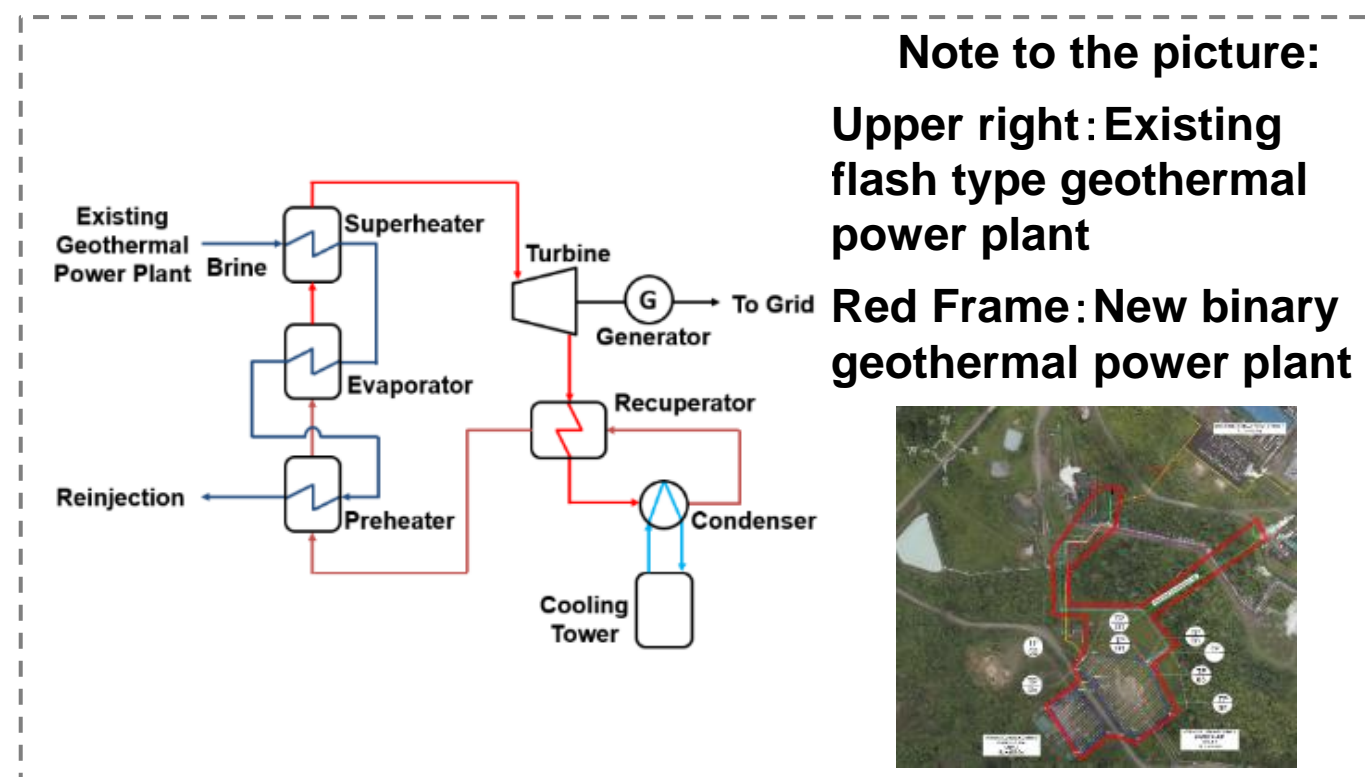 Note to the picture:
Upper right：Existing
flash type geothermal
power plant
Red Frame：New binary
geothermal power plant
Existing
Geothermal
Power Plant
Brine
Superheater
Turbine
G
To Grid
Generator
Evaporator
Recuperator
Reinjection
Preheater
Condenser
Cooling
Tower